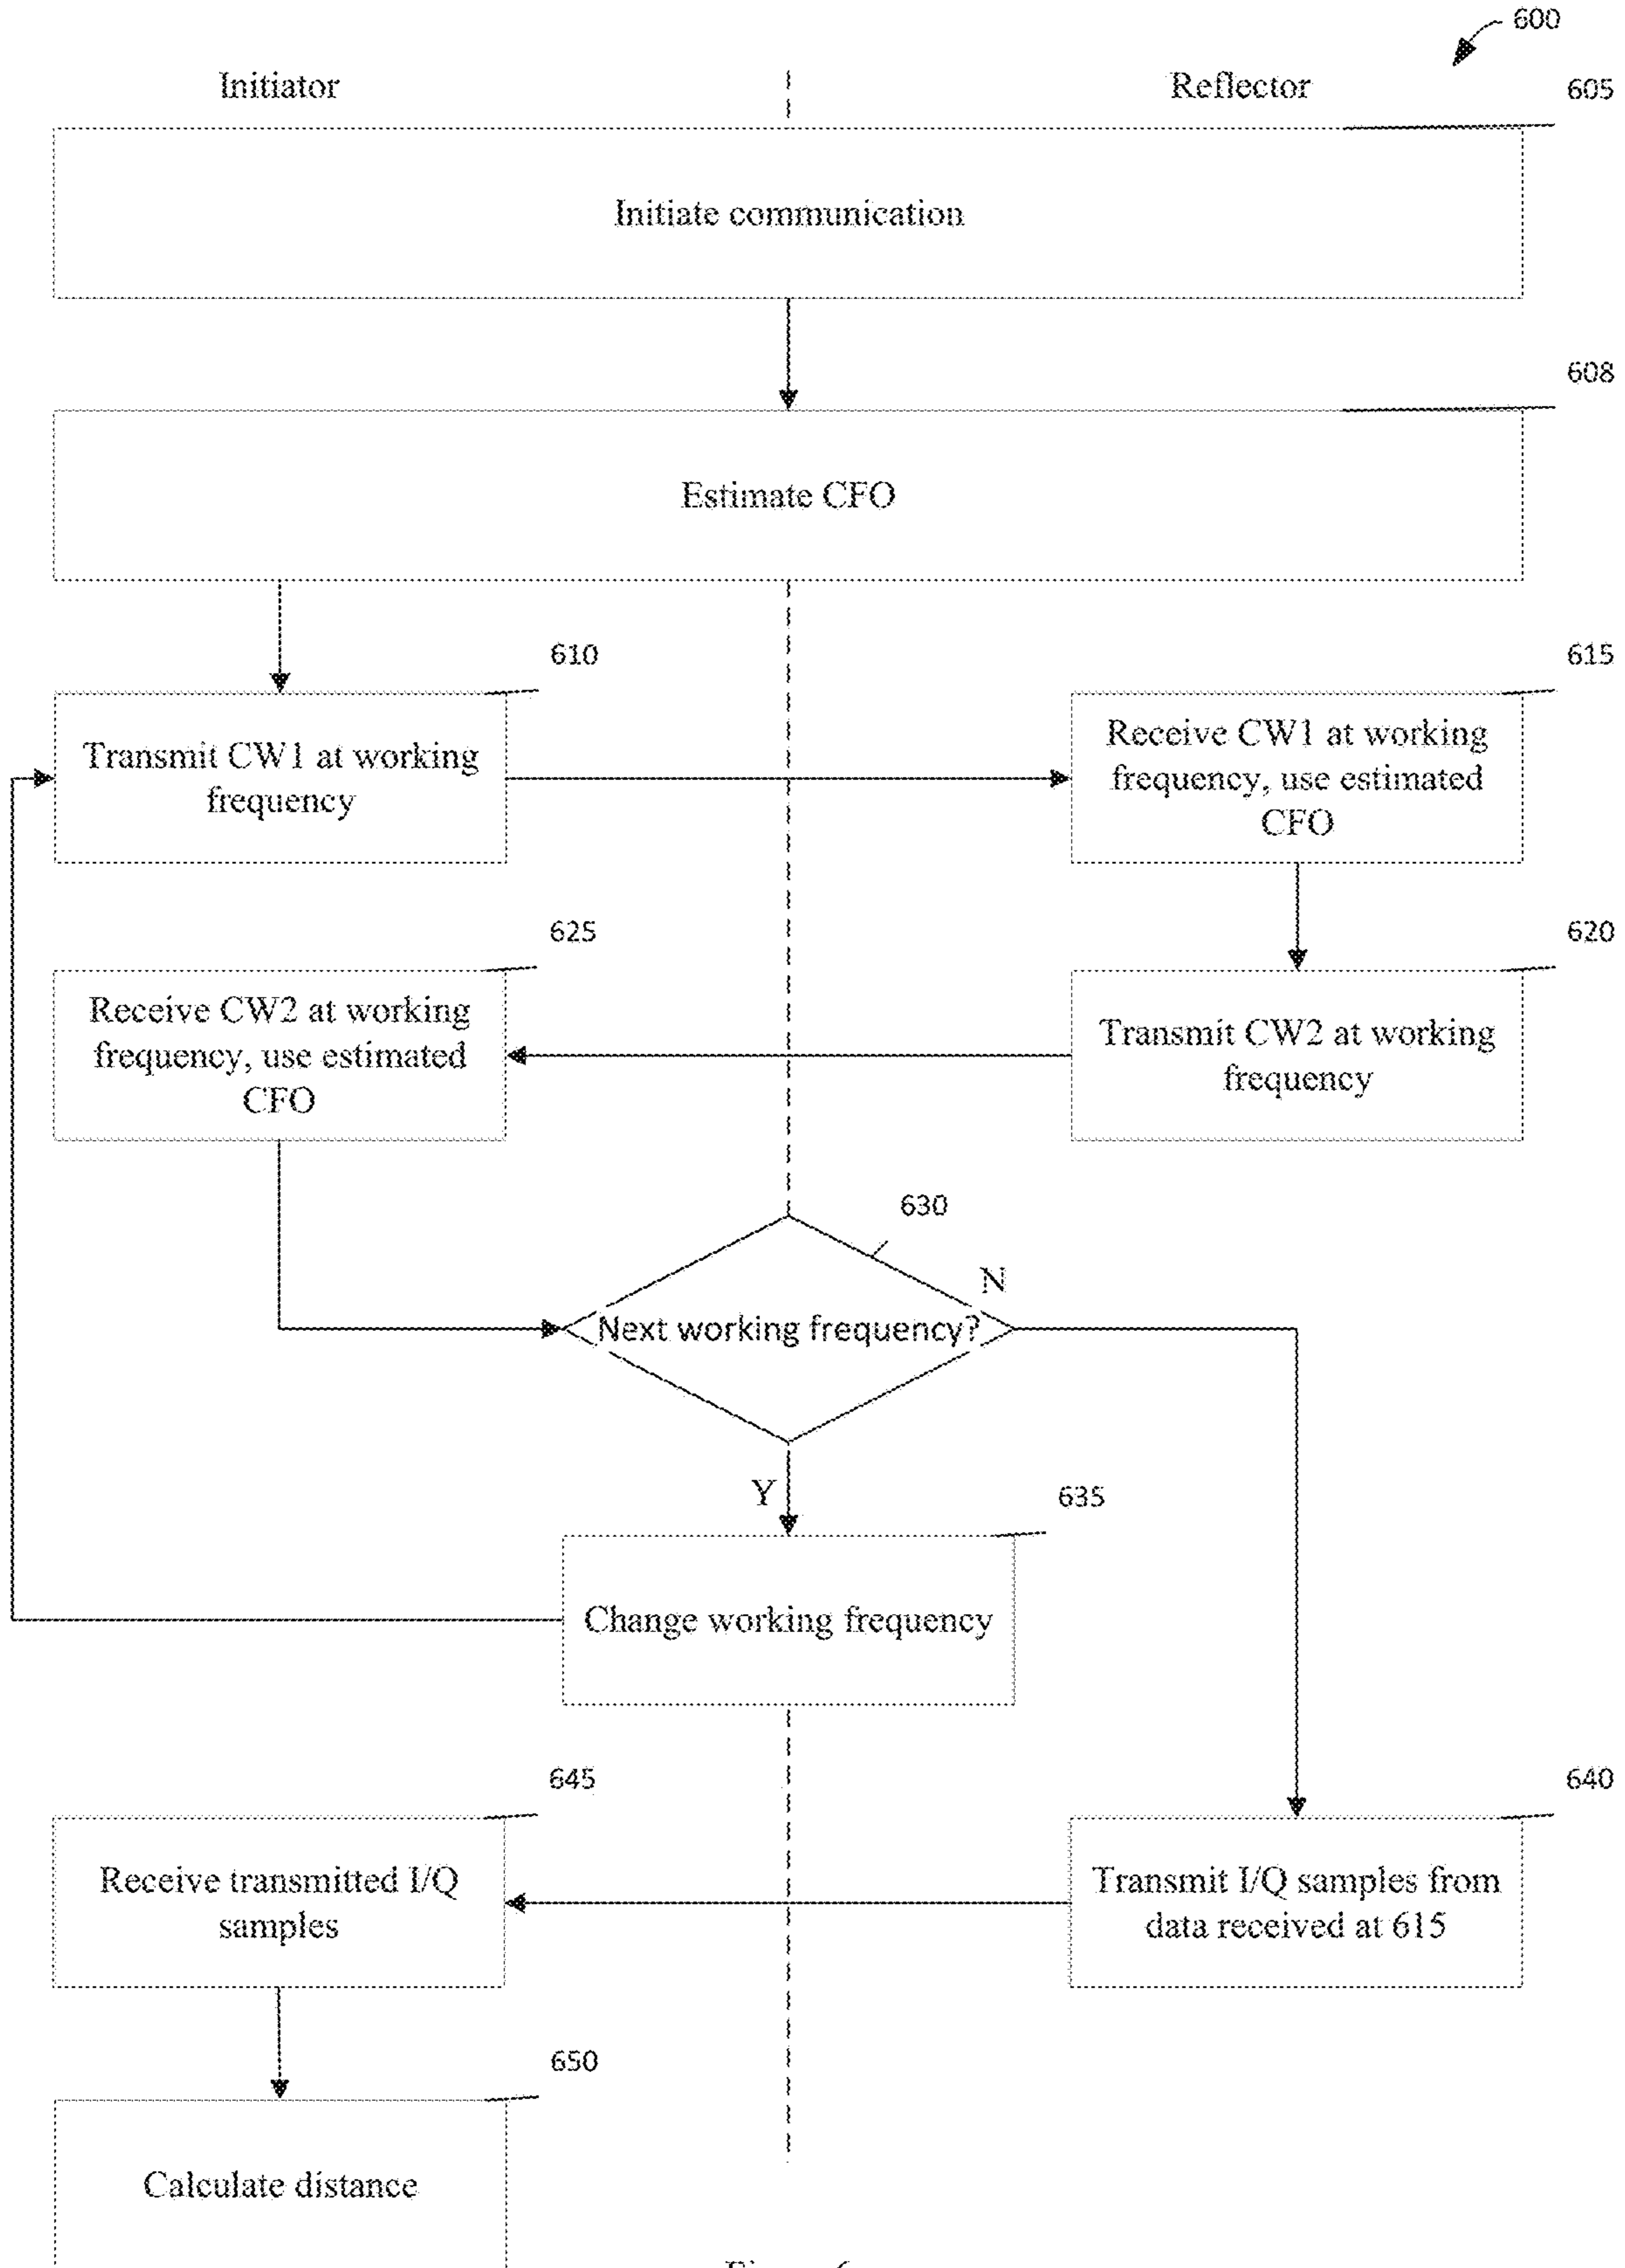 600
Initiator
Reflector
605
Initiate communication
608
Estimate CFO
610
Transmit CW1 at working
frequency
615
Receive CW1 at working
frequency, use estimated
CFO
625
Receive CW2 at working
frequency, use estimated
CFO
620
Transmit CW2 at working
frequency
630
N
Next working frequency?
Y
635
Change working frequency
645
Receive transmitted I/Q
samples
640
Transmit I/Q samples from
data received at 615
650
Calculate distance